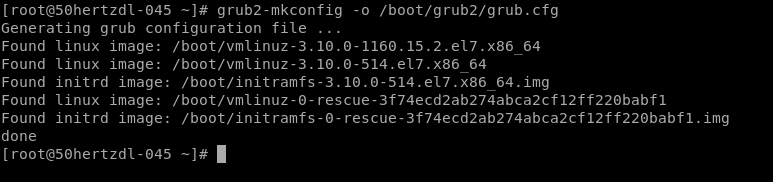 [root@50hertzdl-045 ~]# grub2-mkconfig -o /boot/grub2/grub.cfg
Generating grub configuration file ...
Found linux image: /boot/vmlinuz-3.10.0-1160.15.2.el7.x86_64
Found linux image: /boot/vmlinuz-3.10.0-514.el7.x86_64
Found initrd image: /boot/initramfs-3.10.0-514.el7.x86_64.img
Found linux image: /boot/vmlinuz-0-rescue-3f74ecd2ab274abca2cf12ff220babf1
Found initrd image: /boot/initramfs-0-rescue-3f74ecd2ab274abca2cf12ff220babf1.img
done
[root@50hertzdl-045 ~]#